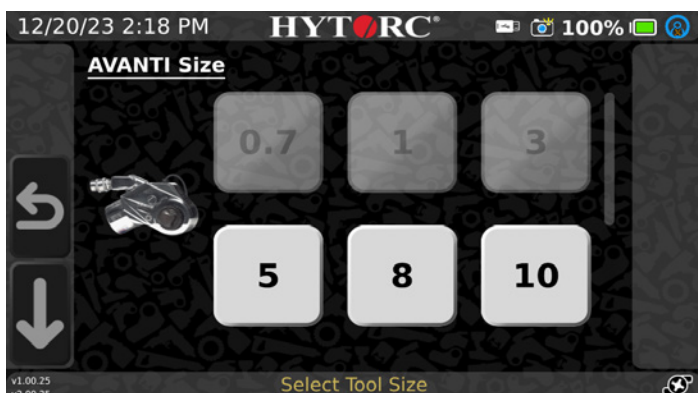 12/20/23 2:18 PM HYTORC® 100%
AVANTI Size
0.7 1 3
5 8 10
v1.00.25
Select Tool Size